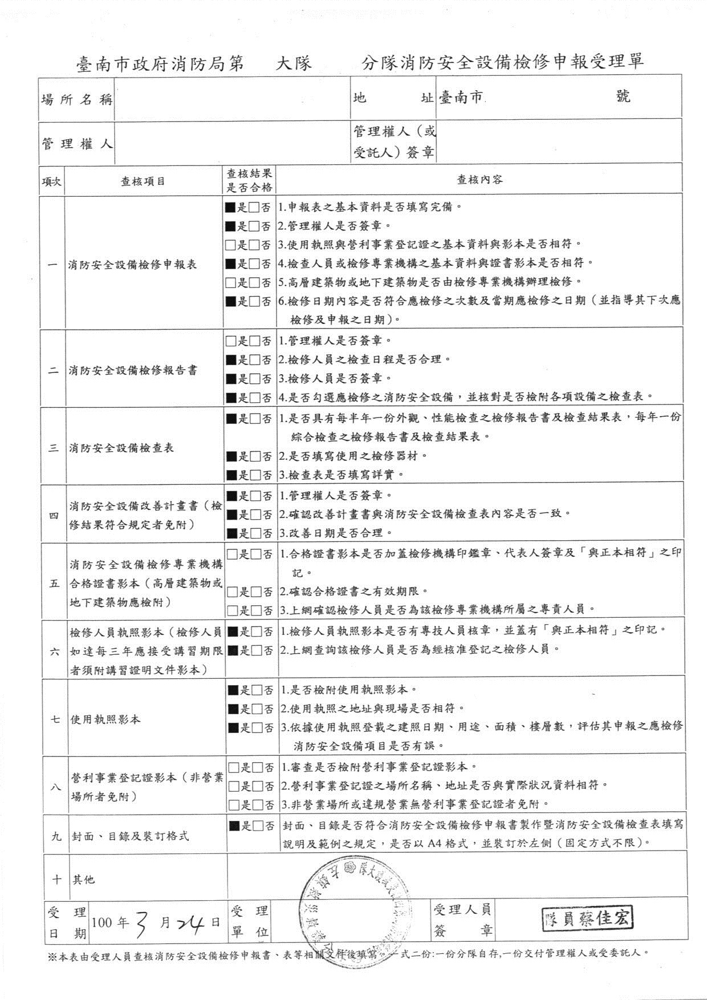 臺南市政府消防局第　　大隊　　　分隊消防安全設備檢修申報受理單
場所名稱　　地　　址　臺南市　　　　號
管理權人　　管理權人（或受託人）簽章
項次　查核項目　查核結果是否合格　查核內容
一　消防安全設備檢修申報表
■是□否 1.申報表之基本資料是否填寫完備。
■是□否 2.管理權人是否簽章。
□是□否 3.使用執照與營利事業登記證之基本資料與影本是否相符。
■是□否 4.檢查人員或檢修專業機構之基本資料與證書影本是否相符。
□是□否 5.高層建築物或地下建築物是否由檢修專業機構辦理檢修。
■是□否 6.檢修日期內容是否符合應檢修之次數及當期應檢修之日期（並指導其下次應
檢修及申報之日期）。
二　消防安全設備檢修報告書
□是□否 1.管理權人是否簽章。
■是□否 2.檢修人員之檢查日程是否合理。
■是□否 3.檢修人員是否簽章。
■是□否 4.是否勾選應檢修之消防安全設備，並核對是否檢附各項設備之檢查表。
三　消防安全設備檢查表
■是□否 1.是否具有每半年一份外觀、性能檢查之檢修報告書及檢查結果表，每年一份
綜合檢查之檢修報告書及檢查結果表。
■是□否 2.是否填寫使用之檢修器材。
■是□否 3.檢查表是否填寫詳實。
四　消防安全設備改善計畫書（檢
修結果符合規定者免附）
■是□否 1.管理權人是否簽章。
■是□否 2.確認改善計畫書與消防安全設備檢查表內容是否一致。
■是□否 3.改善日期是否合理。
五　消防安全設備檢修專業機構
合格證書影本（高層建築物或
地下建築物應檢附）
□是□否 1.合格證書影本是否加蓋檢修機構印鑑章、代表人簽章及「與正本相符」之印
記。
□是□否 2.確認合格證書之有效期限。
□是□否 3.上網確認檢修人員是否為該檢修專業機構所屬之專責人員。
六　檢修人員執照影本（檢修人員
如達每三年應接受講習期限
者須附講習證明文件影本）
■是□否 1.檢修人員執照影本是否有專技人員核章，並蓋有「與正本相符」之印記。
■是□否 2.上網查詢該檢修人員是否為經核准登記之檢修人員。
七　使用執照影本
■是□否 1.是否檢附使用執照影本。
■是□否 2.使用執照之地址與現場是否相符。
■是□否 3.依據使用執照登載之建照日期、用途、面積、樓層數，評估其申報之應檢修
消防安全設備項目是否有誤。
八　營利事業登記證影本（非營業
場所者免附）
□是□否 1.審查是否檢附營利事業登記證影本。
□是□否 2.營利事業登記證之場所名稱、地址是否與實際狀況資料相符。
□是□否 3.非營業場所或違規營業無營利事業登記證者免附。
九　封面、目錄及裝訂格式
■是□否 封面、目錄是否符合消防安全設備檢修申報書製作暨消防安全設備檢查表填寫
說明及範例之規定，是否以 A4 格式，並裝訂於左側（固定方式不限）。
十　其他
受理日期　100 年 3 月 24 日　受理單位　　受理人員簽章　隊員蔡佳宏
※本表由受理人員查核消防安全設備檢修申報書、表等相關文件後填寫。一式二份:一份分隊自存,一份交付管理權人或受委託人。